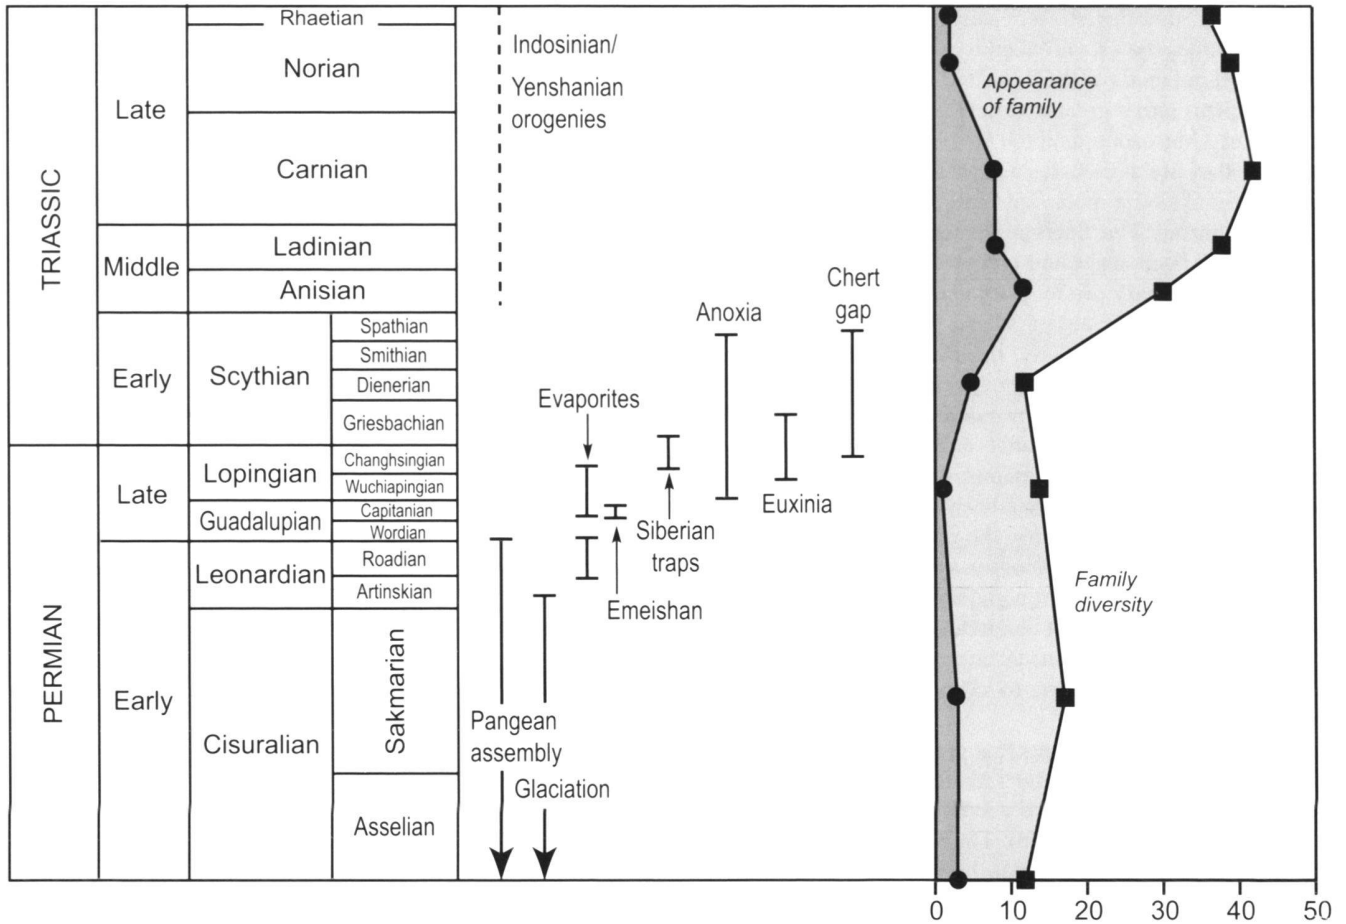 Rhaetian
Norian
Carnian
Ladinian
Anisian
Scythian
Spathian
Smithian
Dienerian
Griesbachian
Lopingian
Changhsingian
Wuchiapingian
Guadalupian
Capitanian
Wordian
Leonardian
Roadian
Artinskian
Cisuralian
Sakmarian
Asselian
TRIASSIC
Late
Middle
Early
PERMIAN
Late
Early
Indosinian/
Yenshanian
orogenies
Anoxia
Chert
gap
Evaporites
Euxinia
Siberian
traps
Emeishan
Pangean
assembly
Glaciation
Appearance
of family
Family
diversity
0 10 20 30 40 50